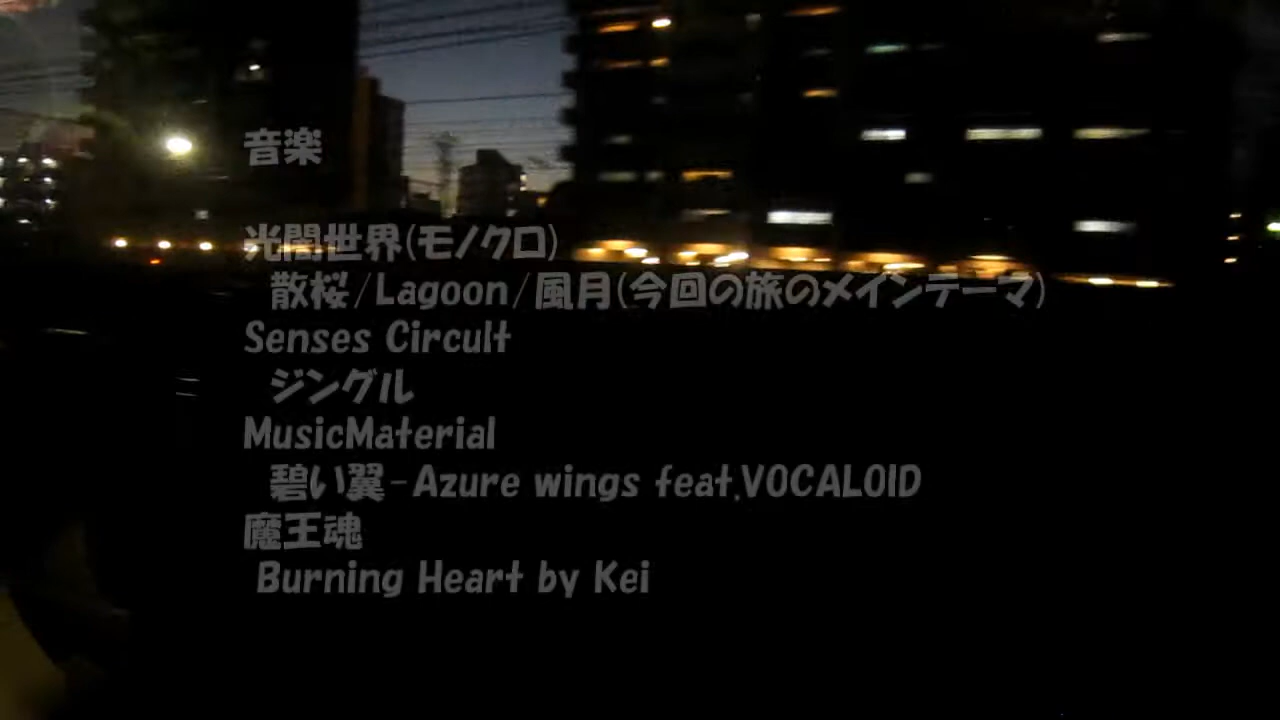 音楽
光闇世界(モノクロ)
散桜/Lagoon/風月(今回の旅のメインテーマ)
Senses Circult
ジングル
MusicMaterial
碧い翼-Azure wings feat.VOCALOID
魔王魂
Burning Heart by Kei